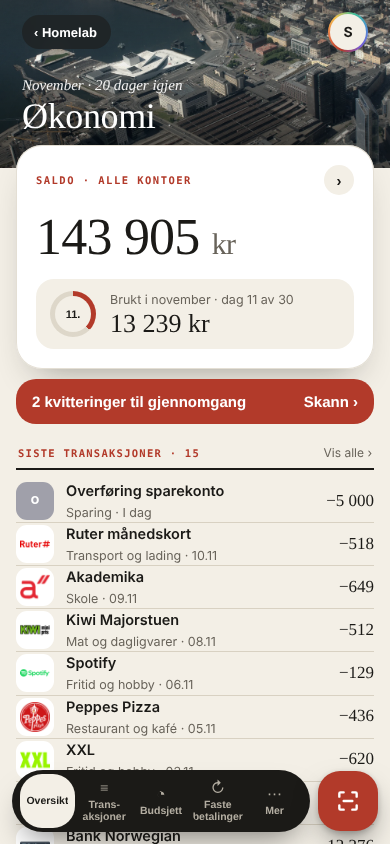 ‹ Homelab
S
November · 20 dager igjen
Økonomi
SALDO · ALLE KONTOER
›
143 905 kr
11.
Brukt i november · dag 11 av 30
13 239 kr
2 kvitteringer til gjennomgang
Skann ›
SISTE TRANSAKSJONER · 15
Vis alle ›
O
Overføring sparekonto
−5 000
Sparing · I dag
Ruter#
Ruter månedskort
−518
Transport og lading · 10.11
a
Akademika
−649
Skole · 09.11
KIWI
Kiwi Majorstuen
−512
Mat og dagligvarer · 08.11
Spotify
Spotify
−129
Fritid og hobby · 06.11
Peppes Pizza
Peppes Pizza
−436
Restaurant og kafé · 05.11
XXL
XXL
−620
Fritid og hobby
Oversikt
Trans-
aksjoner
Budsjett
Faste
betalinger
Mer
Bank Norwegian